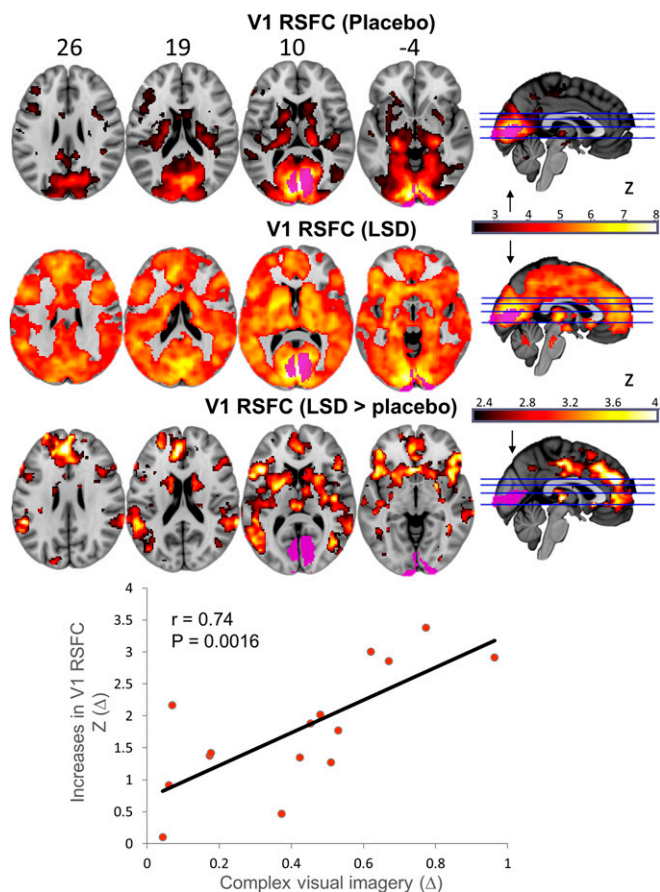 V1 RSFC (Placebo)
26 19 10 -4
Z
3 4 5 6 7 8
V1 RSFC (LSD)
Z
2.4 2.8 3.2 3.6 4
V1 RSFC (LSD > placebo)
4
3.5
3
2.5
2
1.5
1
0.5
0
r = 0.74
P = 0.0016
Increases in V1 RSFC
Z (Δ)
0 0.2 0.4 0.6 0.8 1
Complex visual imagery (Δ)